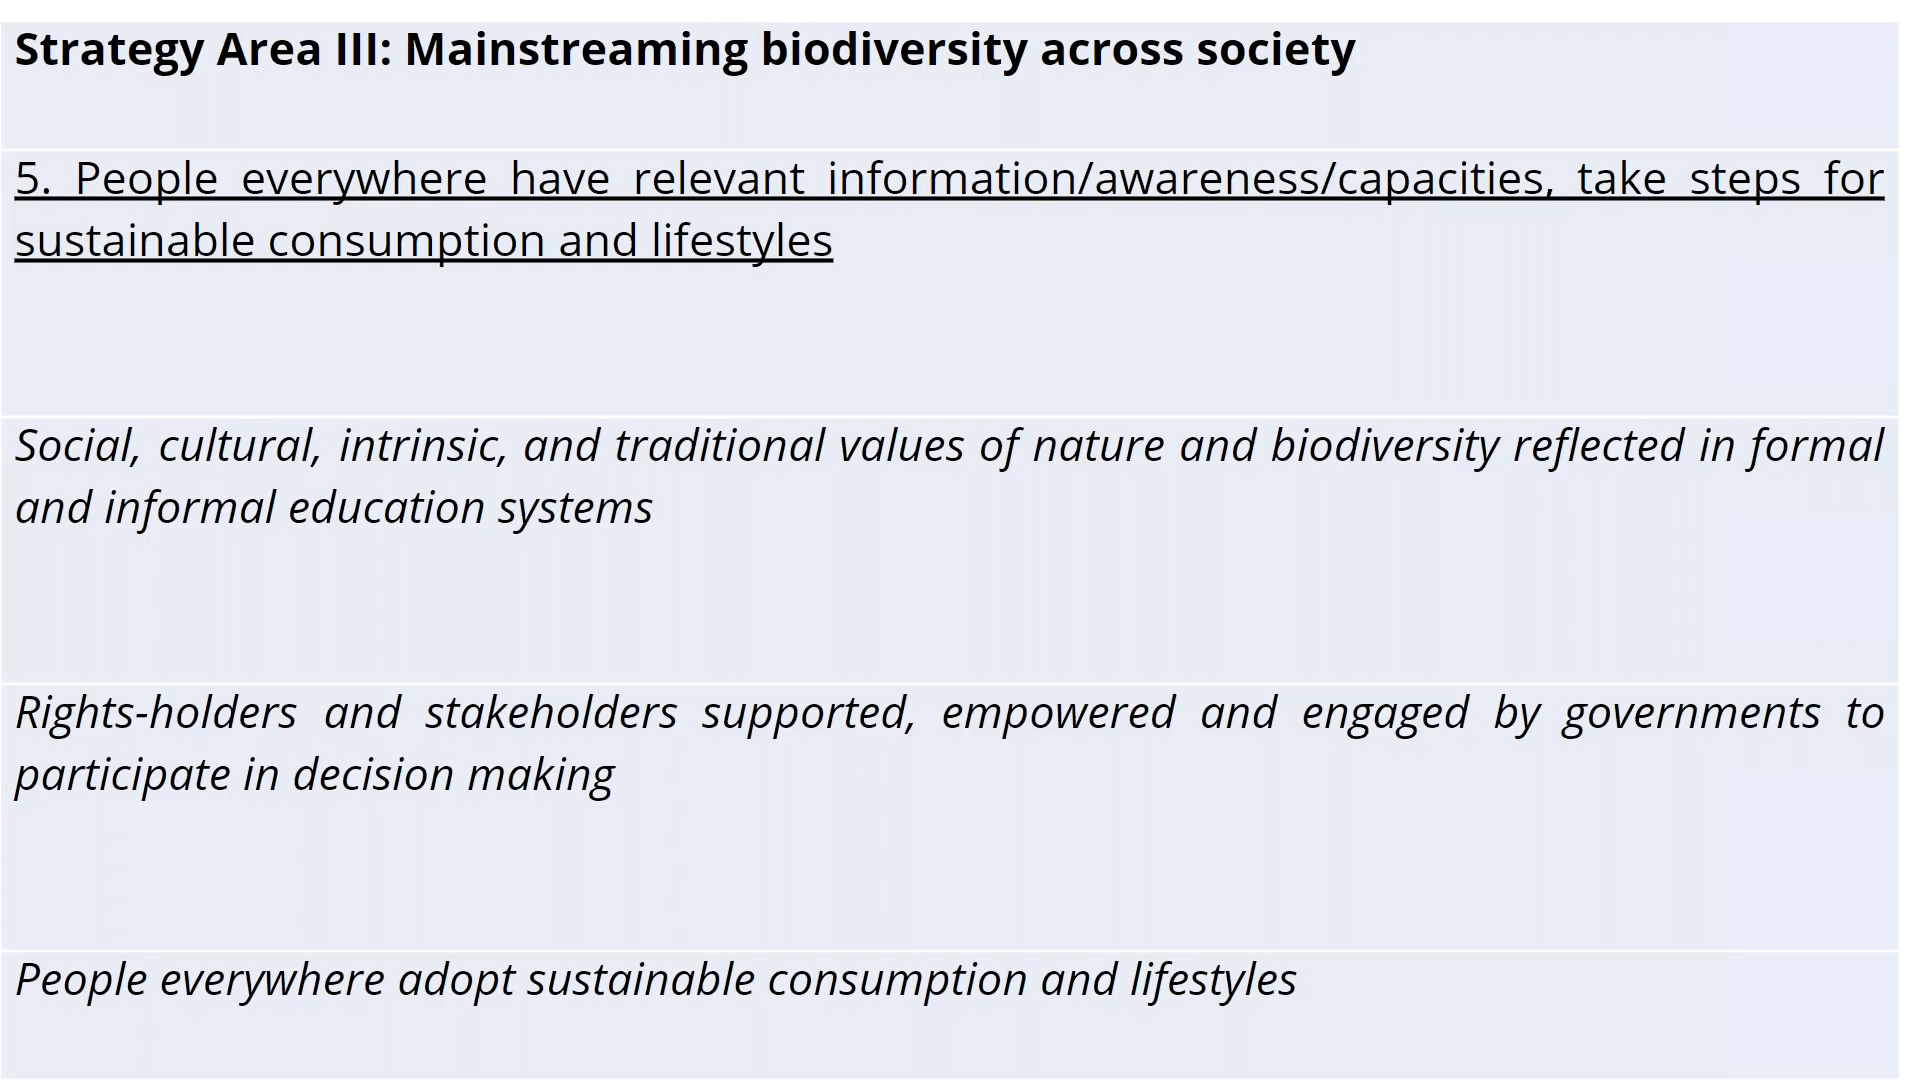 Strategy Area III: Mainstreaming biodiversity across society
5. People everywhere have relevant information/awareness/capacities, take steps for
sustainable consumption and lifestyles
Social, cultural, intrinsic, and traditional values of nature and biodiversity reflected in formal
and informal education systems
Rights-holders and stakeholders supported, empowered and engaged by governments to
participate in decision making
People everywhere adopt sustainable consumption and lifestyles